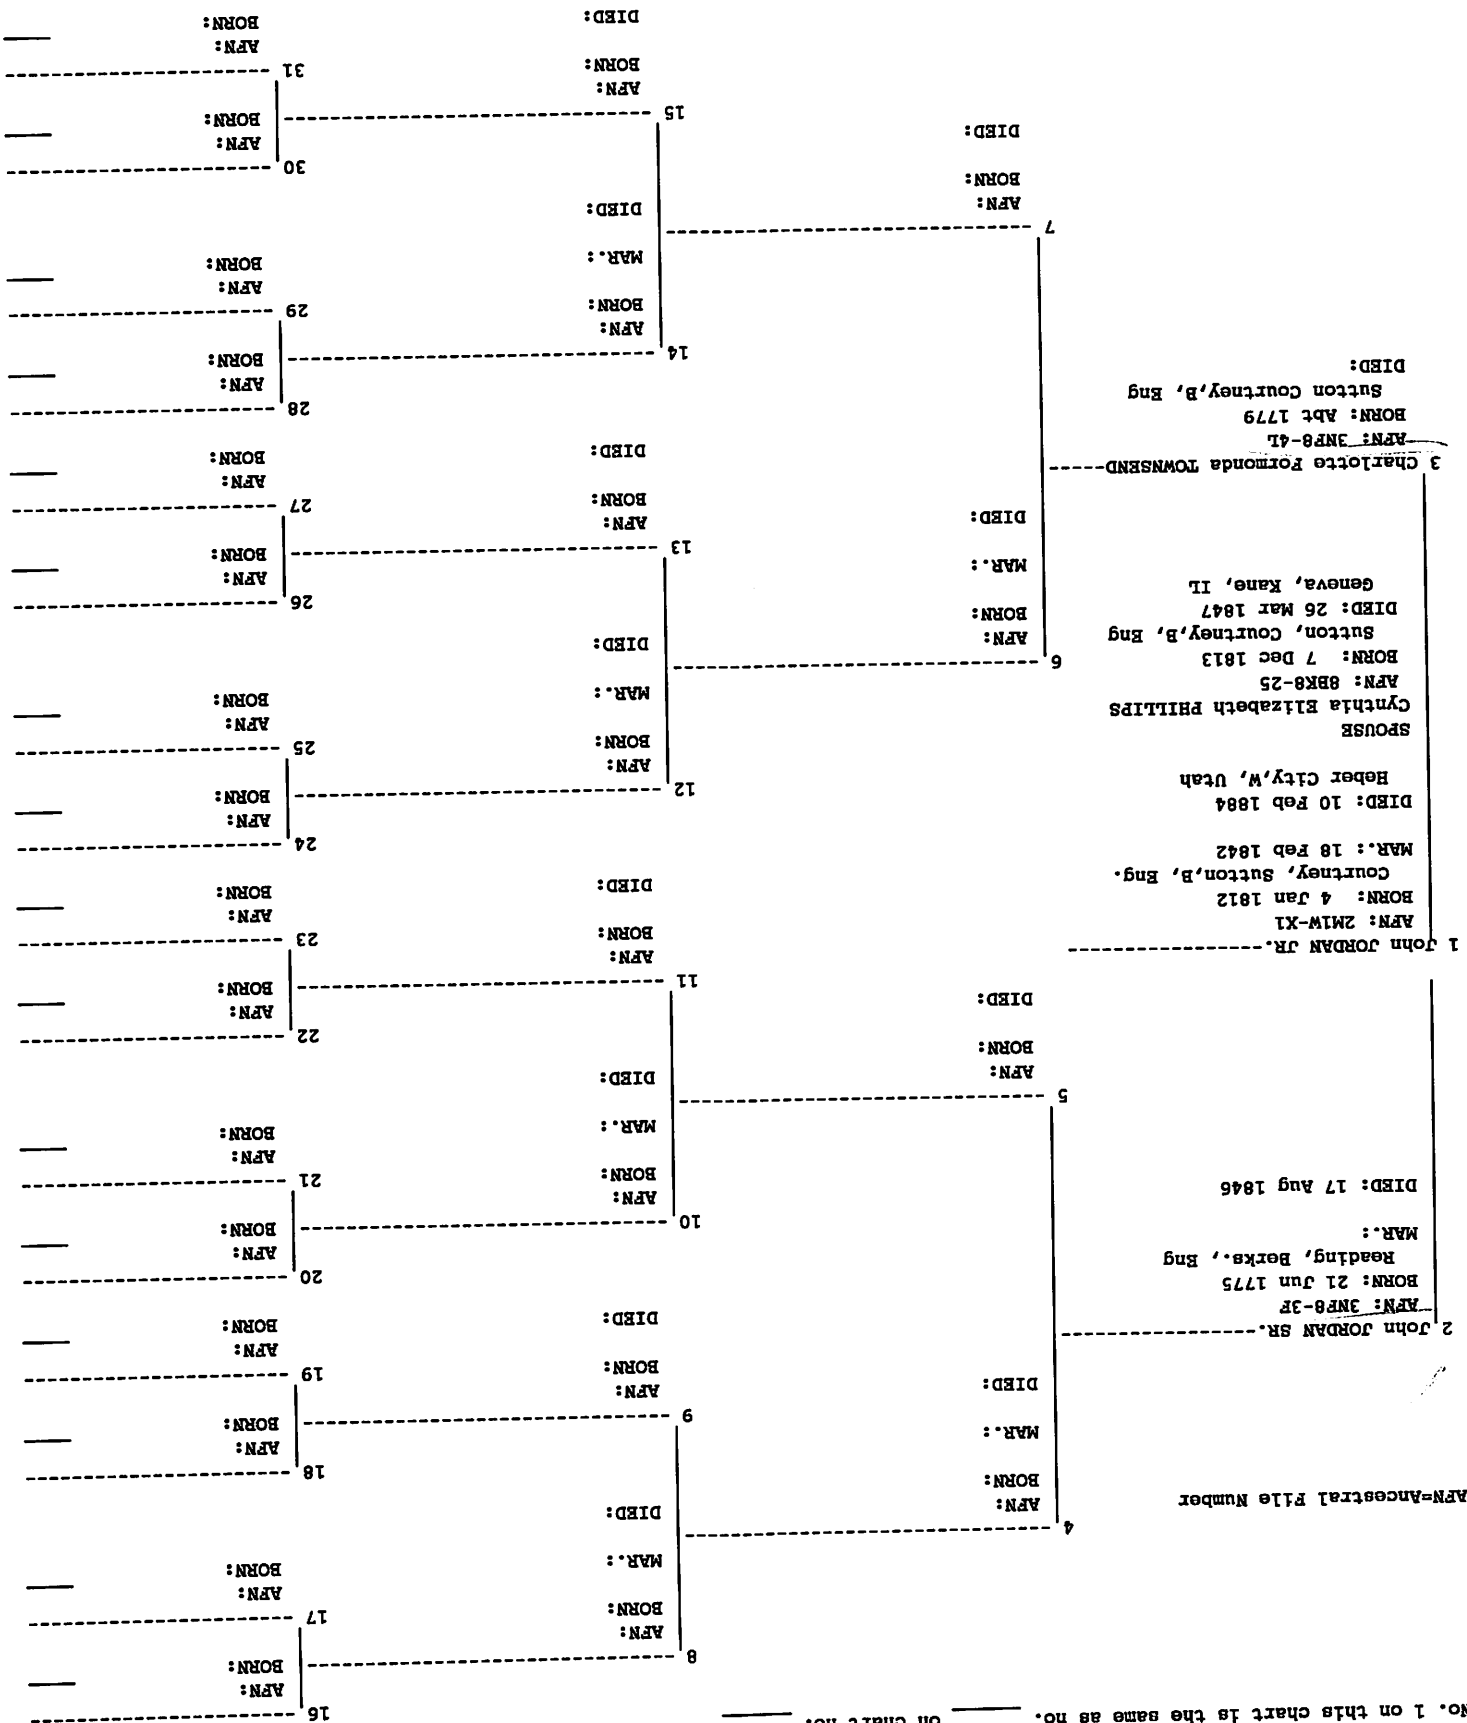 No. 1 on this chart is the same as no. ____ on chart no. ____
AFN=Ancestral File Number
2 John JORDAN SR.
AFN: 3NF8-3F
BORN: 21 Jun 1775
Reading, Berks., Eng
MAR.:
DIED: 17 Aug 1846
1 John JORDAN JR.
AFN: 2M1W-X1
BORN: 4 Jan 1812
Courtney, Sutton,B, Eng.
MAR.: 18 Feb 1842
DIED: 10 Feb 1884
Heber City,W, Utah
SPOUSE
Cynthia Elizabeth PHILLIPS
AFN: 8BK8-25
BORN: 7 Dec 1813
Sutton, Courtney,B, Eng
DIED: 26 Mar 1847
Geneva, Kane, IL
3 Charlotte Formonda TOWNSEND
AFN: 3NF8-4L
BORN: Abt 1779
Sutton Courtney,B, Eng
DIED:
4
AFN:
BORN:
MAR.:
DIED:
5
AFN:
BORN:
DIED:
6
AFN:
BORN:
MAR.:
DIED:
7
AFN:
BORN:
DIED:
8
AFN:
BORN:
MAR.:
DIED:
9
AFN:
BORN:
DIED:
10
AFN:
BORN:
MAR.:
DIED:
11
AFN:
BORN:
DIED:
12
AFN:
BORN:
MAR.:
DIED:
13
AFN:
BORN:
DIED:
14
AFN:
BORN:
MAR.:
DIED:
15
AFN:
BORN:
DIED:
16
AFN:
BORN:
17
AFN:
BORN:
18
AFN:
BORN:
19
AFN:
BORN:
20
AFN:
BORN:
21
AFN:
BORN:
22
AFN:
BORN:
23
AFN:
BORN:
24
AFN:
BORN:
25
AFN:
BORN:
26
AFN:
BORN:
27
AFN:
BORN:
28
AFN:
BORN:
29
AFN:
BORN:
30
AFN:
BORN:
31
AFN:
BORN: